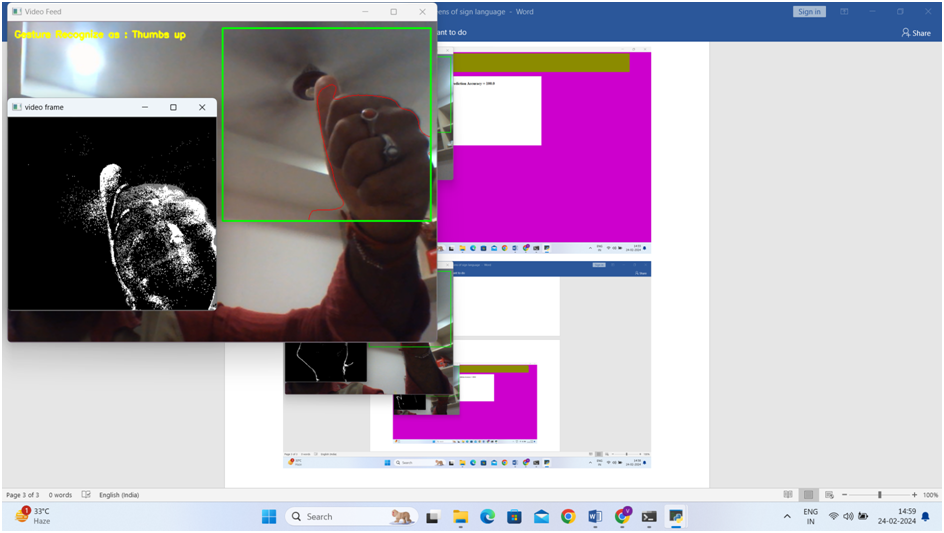 Video Feed
ens of sign language - Word
Sign in
ant to do
Share
Gesture Recognize as : Thumbs up
video frame
Page 3 of 3
0 words
English (India)
100%
33°C
Haze
Search
ENG
IN
14:59
24-02-2024